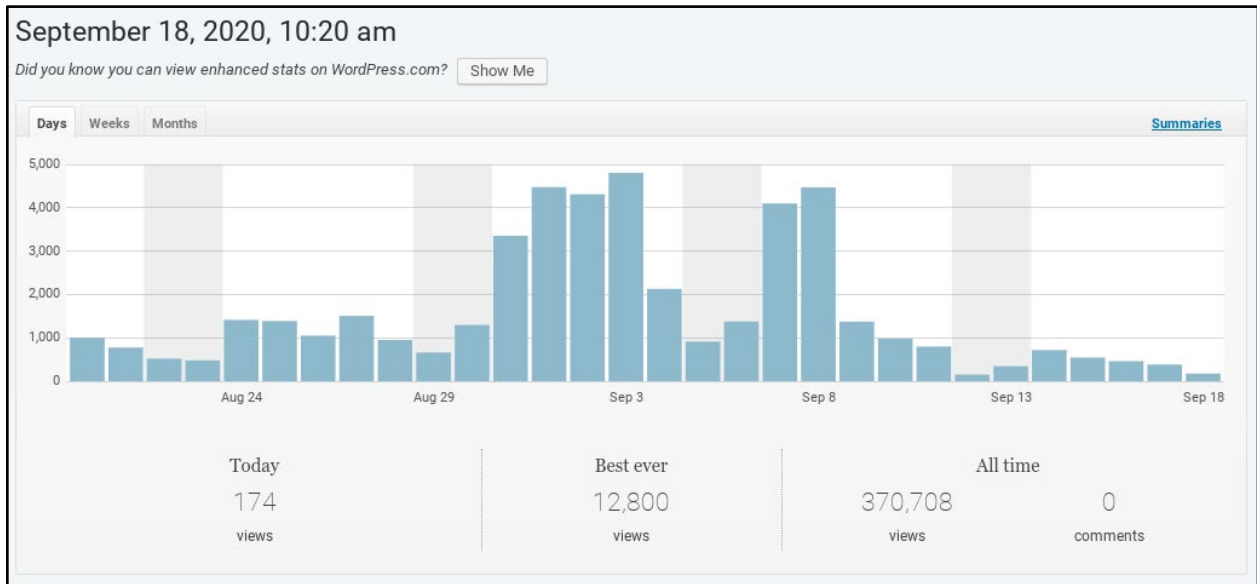 September 18, 2020, 10:20 am
Did you know you can view enhanced stats on WordPress.com? Show Me
Days Weeks Months Summaries
5,000
4,000
3,000
2,000
1,000
0
Aug 24 Aug 29 Sep 3 Sep 8 Sep 13 Sep 18
Today Best ever All time
174 12,800 370,708 0
views views views comments